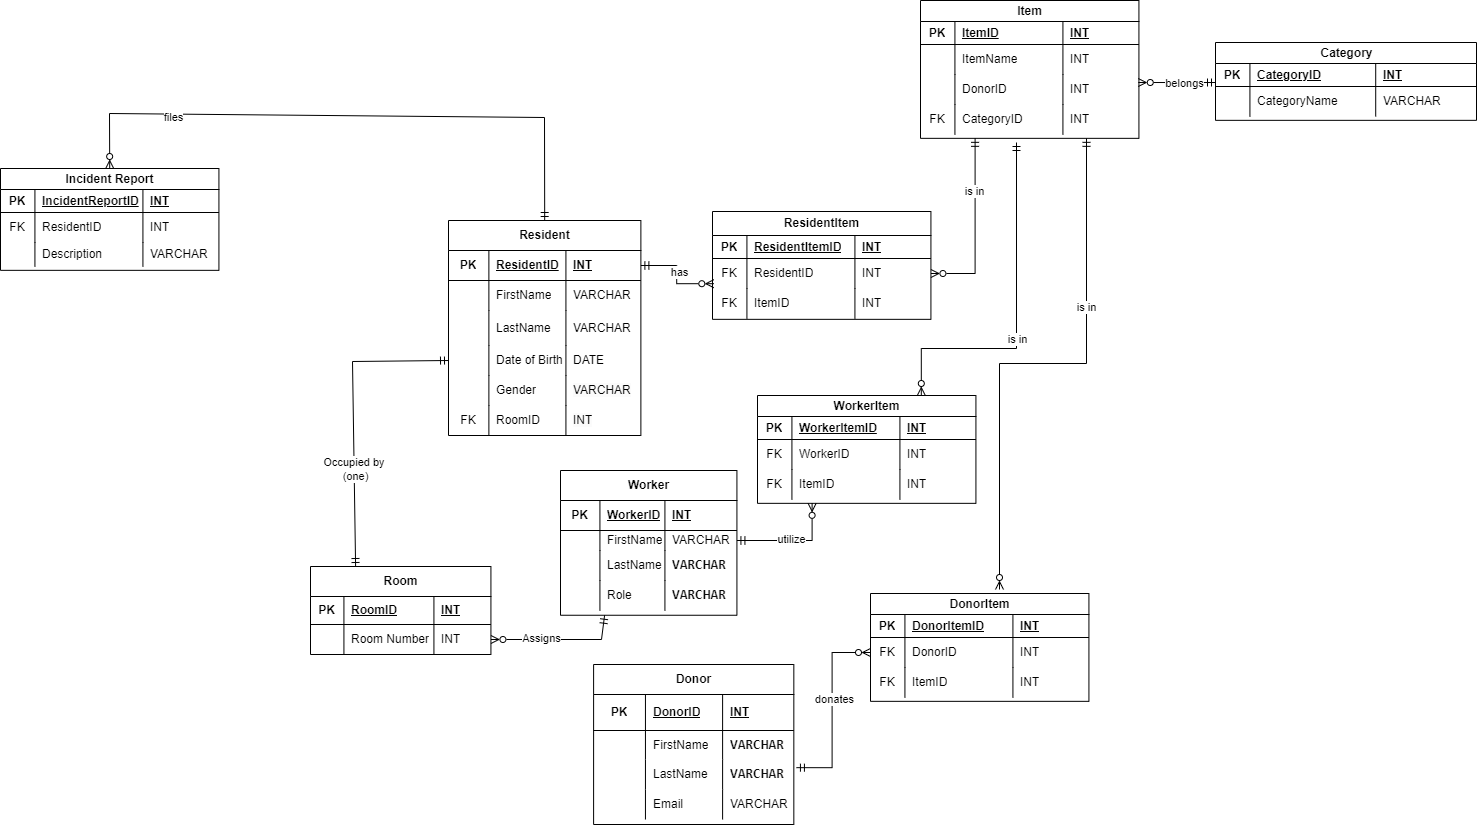 Item
PK ItemID INT
ItemName INT
DonorID INT
FK CategoryID INT
is in
is in
is in
belongs
Category
PK CategoryID INT
CategoryName VARCHAR
files
Incident Report
PK IncidentReportID INT
FK ResidentID INT
Description VARCHAR
Resident
PK ResidentID INT
FirstName VARCHAR
LastName VARCHAR
Date of Birth DATE
Gender VARCHAR
FK RoomID INT
has
ResidentItem
PK ResidentItemID INT
FK ResidentID INT
FK ItemID INT
WorkerItem
PK WorkerItemID INT
FK WorkerID INT
FK ItemID INT
Occupied by
(one)
Worker
PK WorkerID INT
FirstName VARCHAR
LastName VARCHAR
Role VARCHAR
utilize
Room
PK RoomID INT
Room Number INT
Assigns
DonorItem
PK DonorItemID INT
FK DonorID INT
FK ItemID INT
donates
Donor
PK DonorID INT
FirstName VARCHAR
LastName VARCHAR
Email VARCHAR